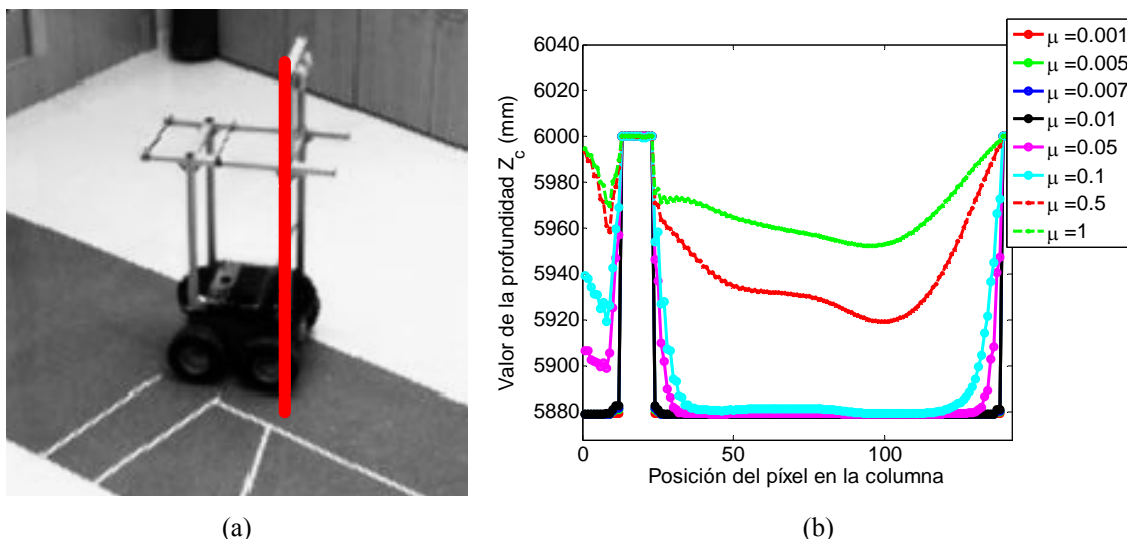 6040
6020
6000
5980
5960
5940
5920
5900
5880
0
50
100
Valor de la profundidad Z_c (mm)
Posición del píxel en la columna
μ =0.001
μ =0.005
μ =0.007
μ =0.01
μ =0.05
μ =0.1
μ =0.5
μ =1
(a)
(b)